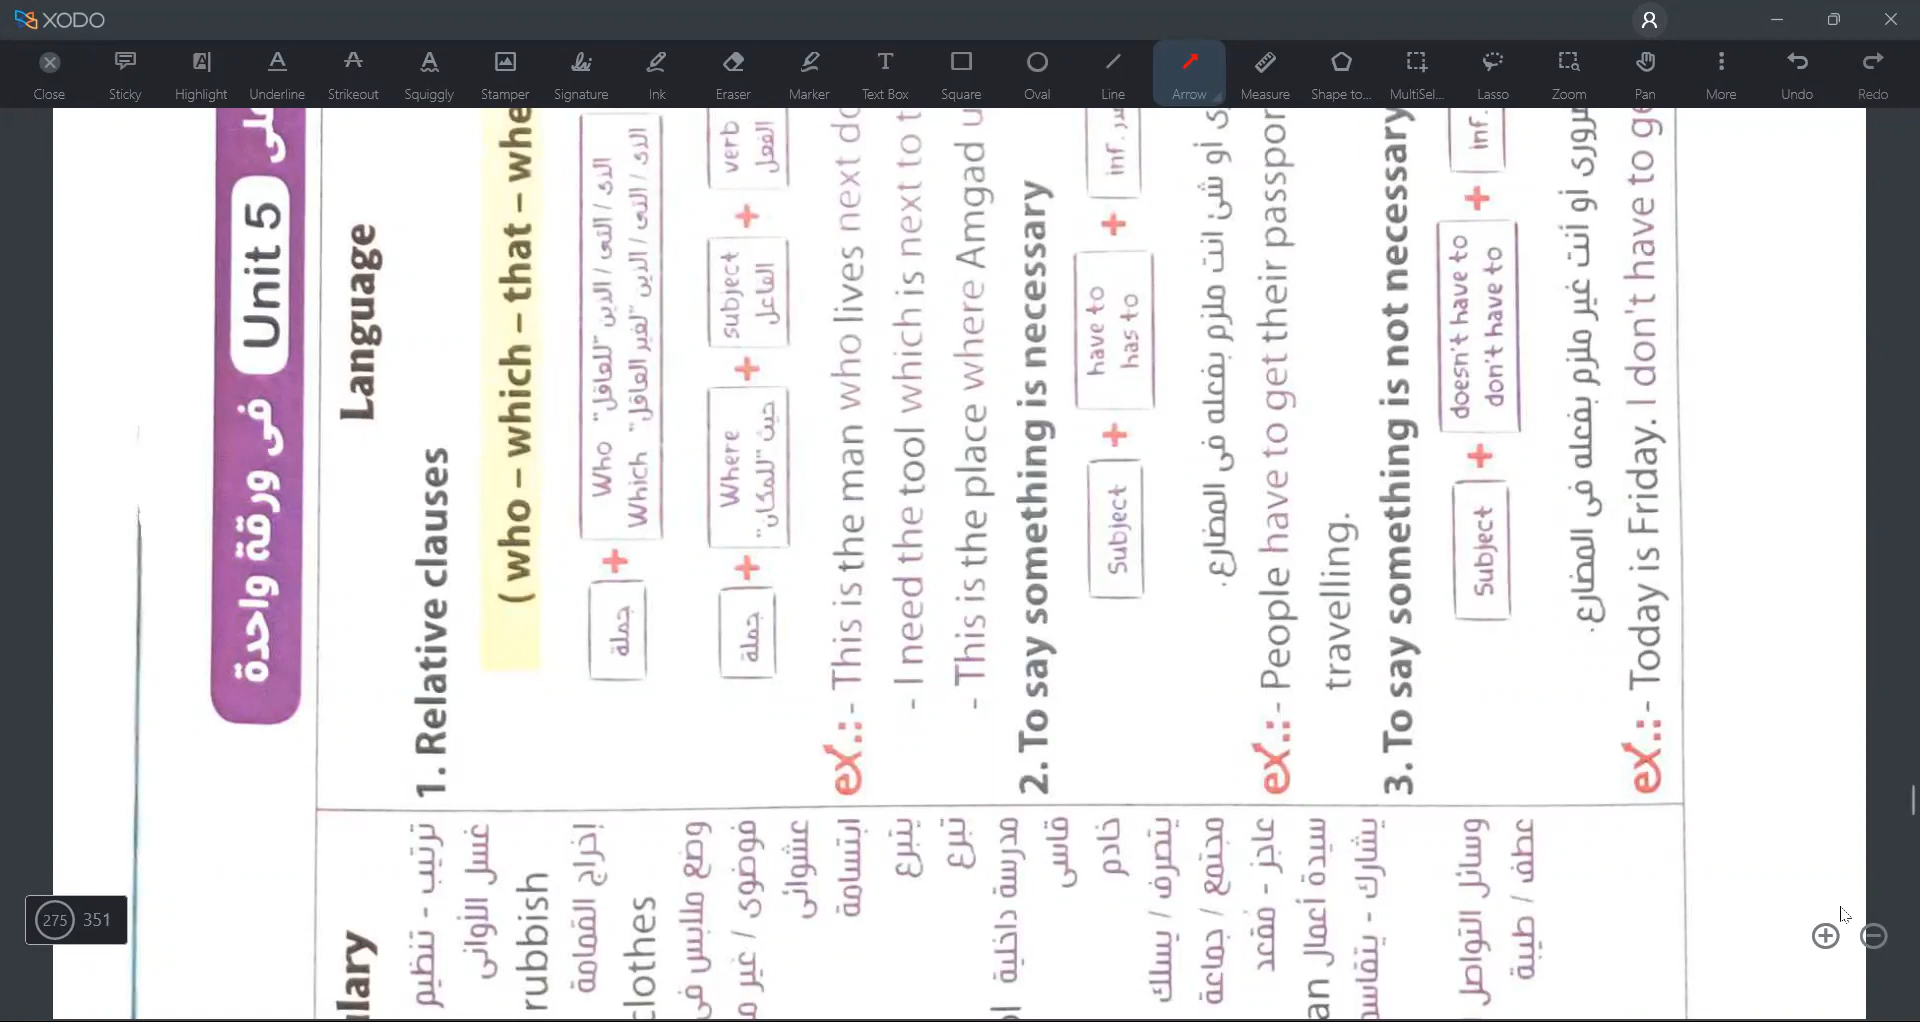 XODO
Close
Sticky
Highlight
Underline
Strikeout
Squiggly
Stamper
Signature
Ink
Eraser
Marker
Text Box
Square
Oval
Line
Arrow
Measure
Shape to...
MultiSel...
Lasso
Zoom
Pan
More
Undo
Redo
Unit 5 فى ورقة واحدة
Language
1. Relative clauses
( who – which – that – whe
جملة + Who "للعاقل" الذى / التى / الذين
Which "لغير العاقل" الذى / التى / الذين
جملة + Where + subject + verb
حيث "للمكان" الفاعل الفعل
ex.: - This is the man who lives next
- I need the tool which is next to
- This is the place where Amgad
2. To say something is necessary
Subject + have to + inf.
has to
أو شئ انت ملزم بفعله فى المضارع.
ex.: - People have to get their passpor
travelling.
3. To say something is not necessary
Subject + doesn't have to + inf.
don't have to
أو أنت غير ملزم بفعله فى المضارع.
ex.: - Today is Friday. I don't have to ge
ulary
ترتيب - تنظيم
غسل الأوانى
rubbish
إخراج القمامة
clothes
وضع ملابس فى
فوضوى / غير
عشوائى
ابتسامة
يتبرع
تبرع
مدرسة داخلية
قاسى
خادم
يتصرف / يسلك
مجتمع / جماعة
عاجز - مُقعد
an سيدة أعمال
يشارك - يتقاسم
وسائل التواصل
عطف / طيبة
275 351